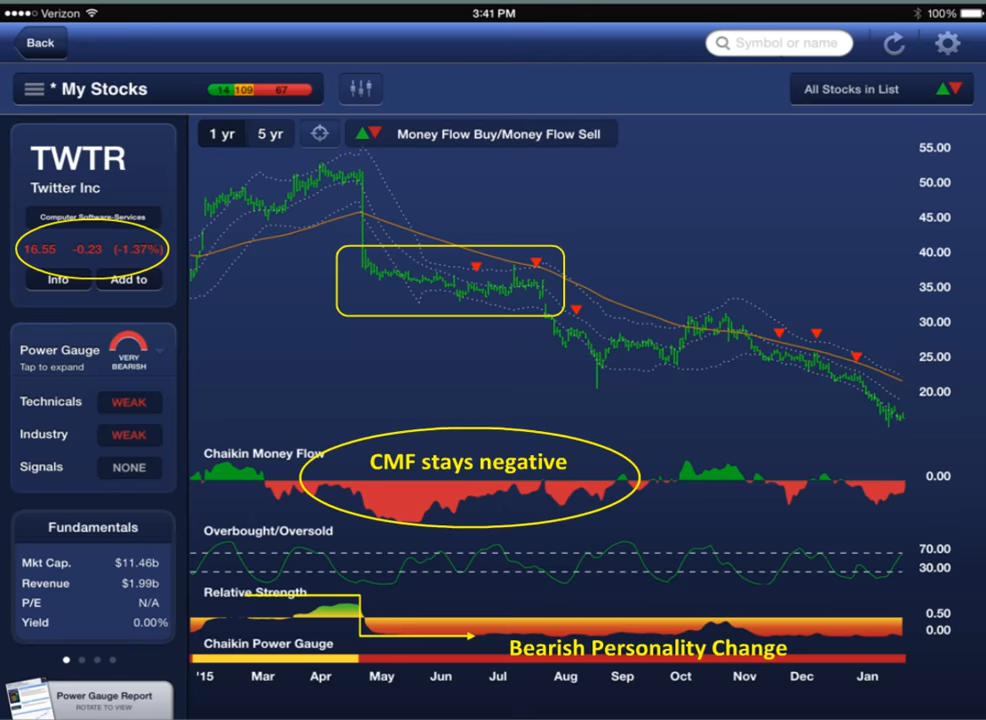 Verizon
3:41 PM
100%
Back
Symbol or name
* My Stocks
14 109 67
All Stocks in List
TWTR
Twitter Inc
Computer Software-Services
16.55 -0.23 (-1.37%)
Info Add to
Power Gauge
Tap to expand
VERY
BEARISH
Technicals WEAK
Industry WEAK
Signals NONE
Fundamentals
Mkt Cap. $11.46b
Revenue $1.99b
P/E N/A
Yield 0.00%
Power Gauge Report
ROTATE TO VIEW
1 yr 5 yr
Money Flow Buy/Money Flow Sell
55.00
50.00
45.00
40.00
35.00
30.00
25.00
20.00
Chaikin Money Flow
CMF stays negative
0.00
Overbought/Oversold
70.00
30.00
Relative Strength
0.50
0.00
Chaikin Power Gauge
Bearish Personality Change
'15 Mar Apr May Jun Jul Aug Sep Oct Nov Dec Jan